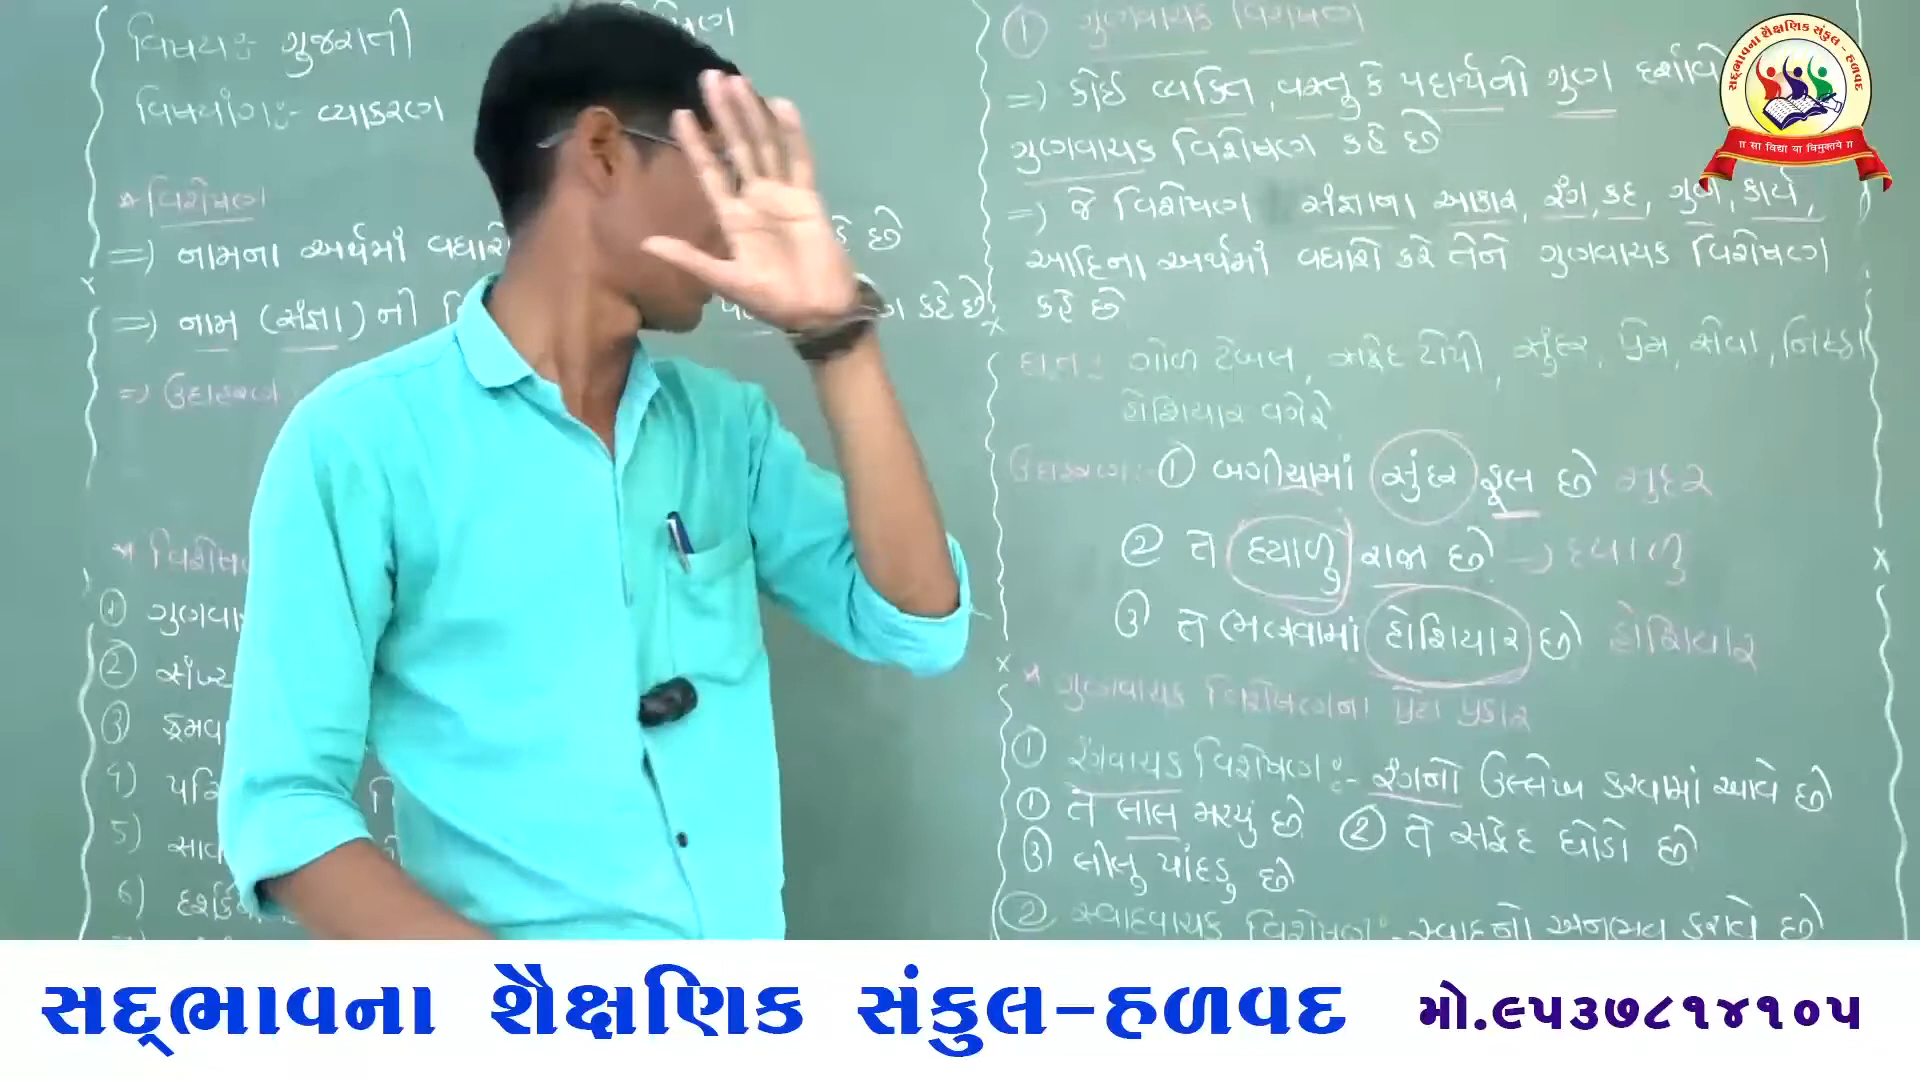 વિષય :- ગુજરાતી
વિષયાંગ :- વ્યાકરણ
* વિશેષણ
=> નામના અર્થમાં વધારો
છે
=> નામ (સંજ્ઞા) ની
કહે છે
=> ઉદાહરણ
* વિશેષ
① ગુણવા
② સંખ્ય
③ ક્રમવા
૪) પરિ
5) સાવ
6) દર્શક
① ગુણવાચક વિશેષણ
=> કોઈ વ્યક્તિ, વસ્તુ કે પદાર્થનો ગુણ દર્શાવે
ગુણવાચક વિશેષણ કહે છે
=> જે વિશેષણ સંજ્ઞાના આકાર, રંગ, કદ, ગુણ, કાર્ય,
આદિના અર્થમાં વધારો કરે તેને ગુણવાચક વિશેષણ
કહે છે
દા.ત. : ગોળ ટેબલ, સફેદ ટોપી, સુંદર, પ્રેમ, સેવા, નિષ્ઠા
હોશિયાર વગેરે
ઉદાહરણ :- ① બગીચામાં સુંદર ફૂલ છે સુંદર
② તે દયાળુ રાજા છે -> દયાળુ
③ તે ભણવામાં હોશિયાર છે હોશિયાર
* ગુણવાચક વિશેષણના પેટા પ્રકાર
① રંગવાચક વિશેષણ :- રંગનો ઉલ્લેખ કરવામાં આવે છે
① તે લાલ મરચું છે ② તે સફેદ ઘોડો છે
③ લીલુ પાંદડુ છે
② સ્વાદવાચક વિશેષણ :- સ્વાદનો અનુભવ કરાવે છે
સદ્ભાવના શૈક્ષણિક સંકુલ - હળવદ
॥ सा विद्या या विमुक्तये ॥
સદ્ભાવના શૈક્ષણિક સંકુલ-હળવદ મો.૯૫૩૭૮૧૪૧૦૫